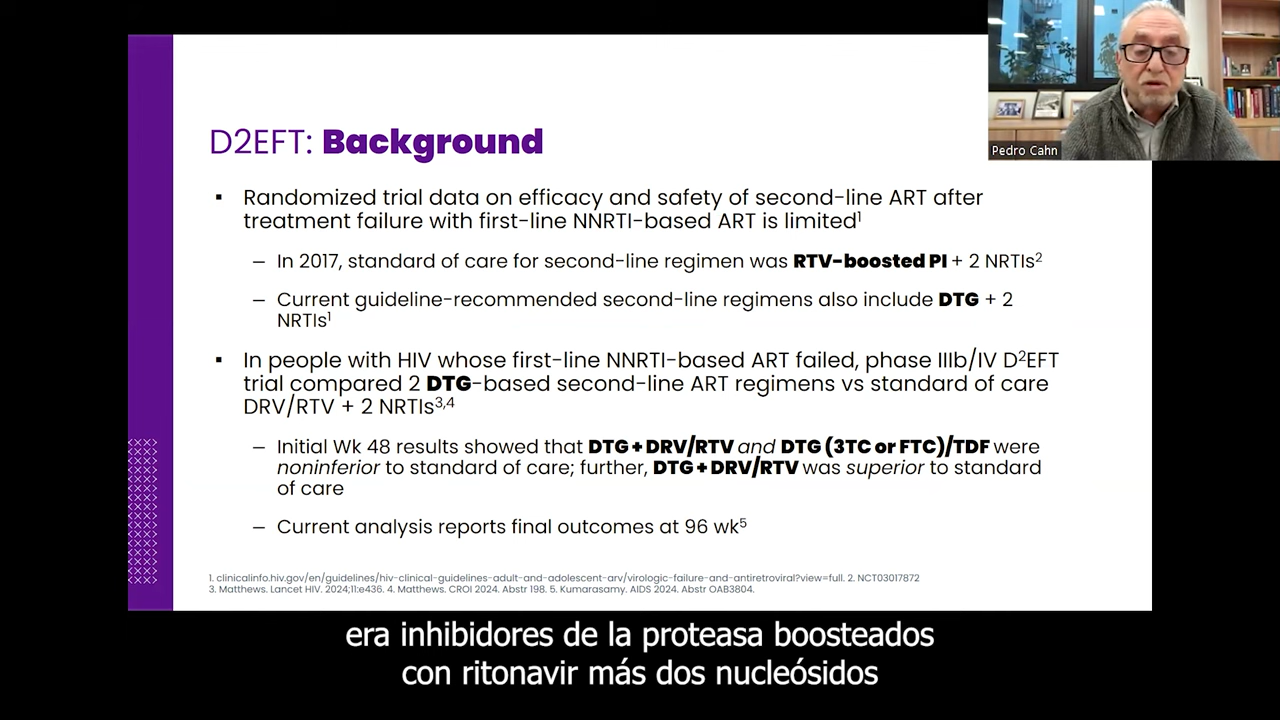 Pedro Cahn
D2EFT: Background
▪ Randomized trial data on efficacy and safety of second-line ART after
treatment failure with first-line NNRTI-based ART is limited¹
– In 2017, standard of care for second-line regimen was RTV-boosted PI + 2 NRTIs²
– Current guideline-recommended second-line regimens also include DTG + 2
NRTIs¹
▪ In people with HIV whose first-line NNRTI-based ART failed, phase IIIb/IV D²EFT
trial compared 2 DTG-based second-line ART regimens vs standard of care
DRV/RTV + 2 NRTIs³,⁴
– Initial Wk 48 results showed that DTG + DRV/RTV and DTG (3TC or FTC)/TDF were
noninferior to standard of care; further, DTG + DRV/RTV was superior to standard
of care
– Current analysis reports final outcomes at 96 wk⁵
1. clinicalinfo.hiv.gov/en/guidelines/hiv-clinical-guidelines-adult-and-adolescent-arv/virologic-failure-and-antiretroviral?view=full. 2. NCT03017872
3. Matthews. Lancet HIV. 2024;11:e436. 4. Matthews. CROI 2024. Abstr 198. 5. Kumarasamy. AIDS 2024. Abstr OAB3804.
era inhibidores de la proteasa boosteados
con ritonavir más dos nucleósidos